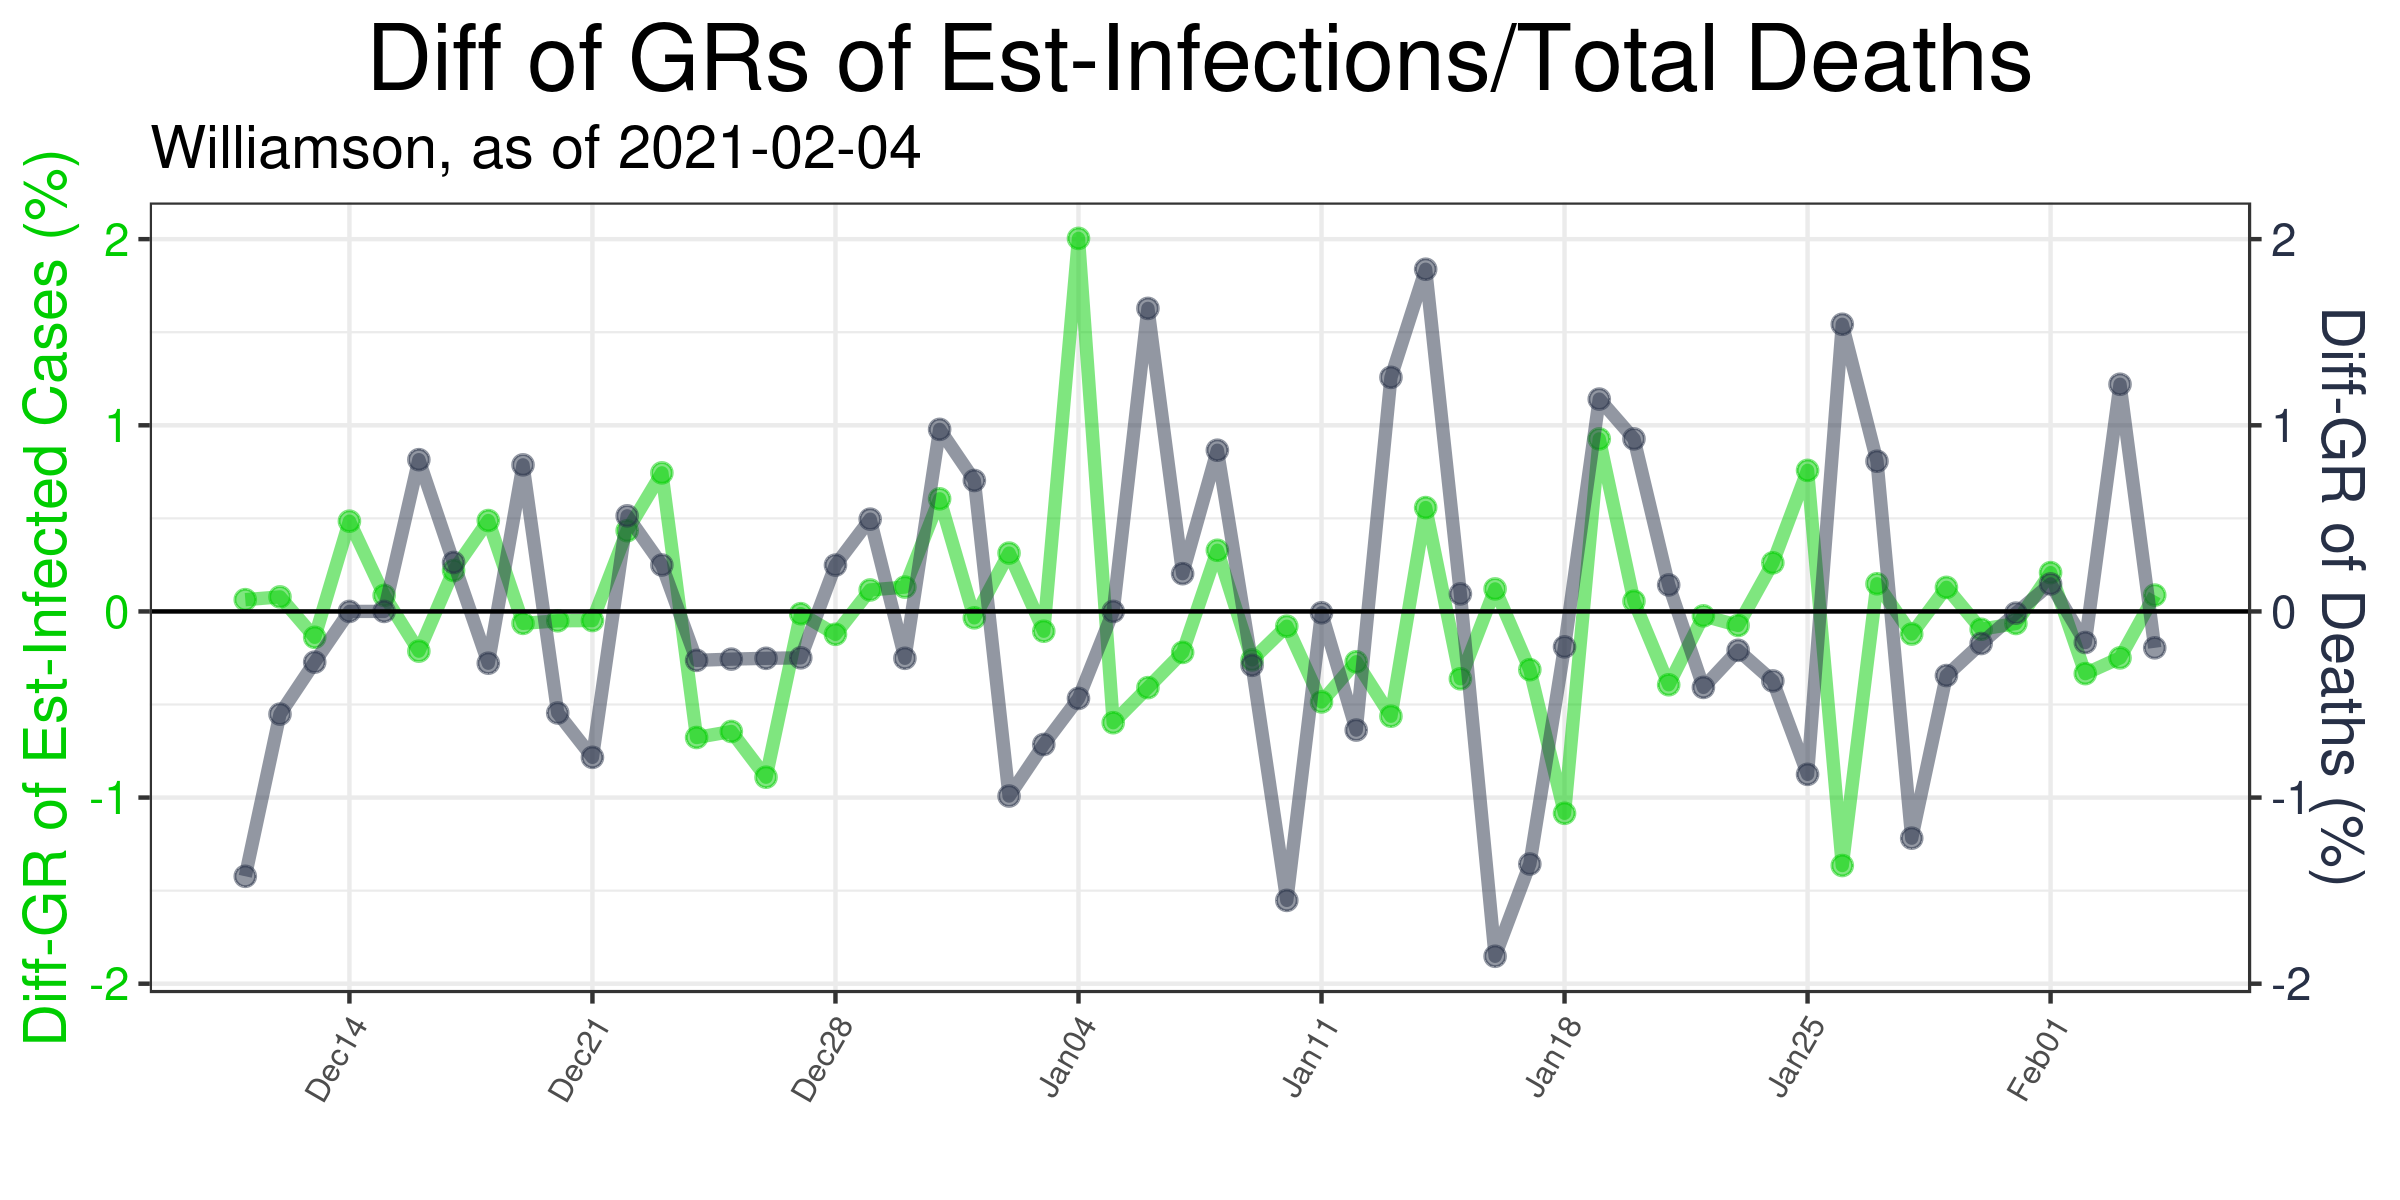 Diff of GRs of Est-Infections/Total Deaths
Williamson, as of 2021-02-04
Diff-GR of Est-Infected Cases (%)
2
1
0
-1
-2
2
1
0
-1
-2
Diff-GR of Deaths (%)
Dec14
Dec21
Dec28
Jan04
Jan11
Jan18
Jan25
Feb01